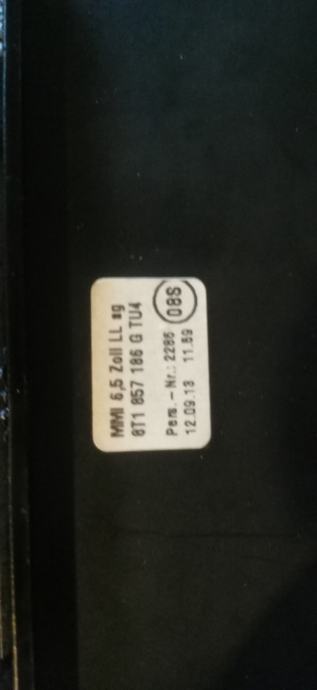 MMI 6,5 Zoll LL sg
8T1 857 186 G TU4
Pers.-Nr.: 2286
12.09.13 11.59
08S